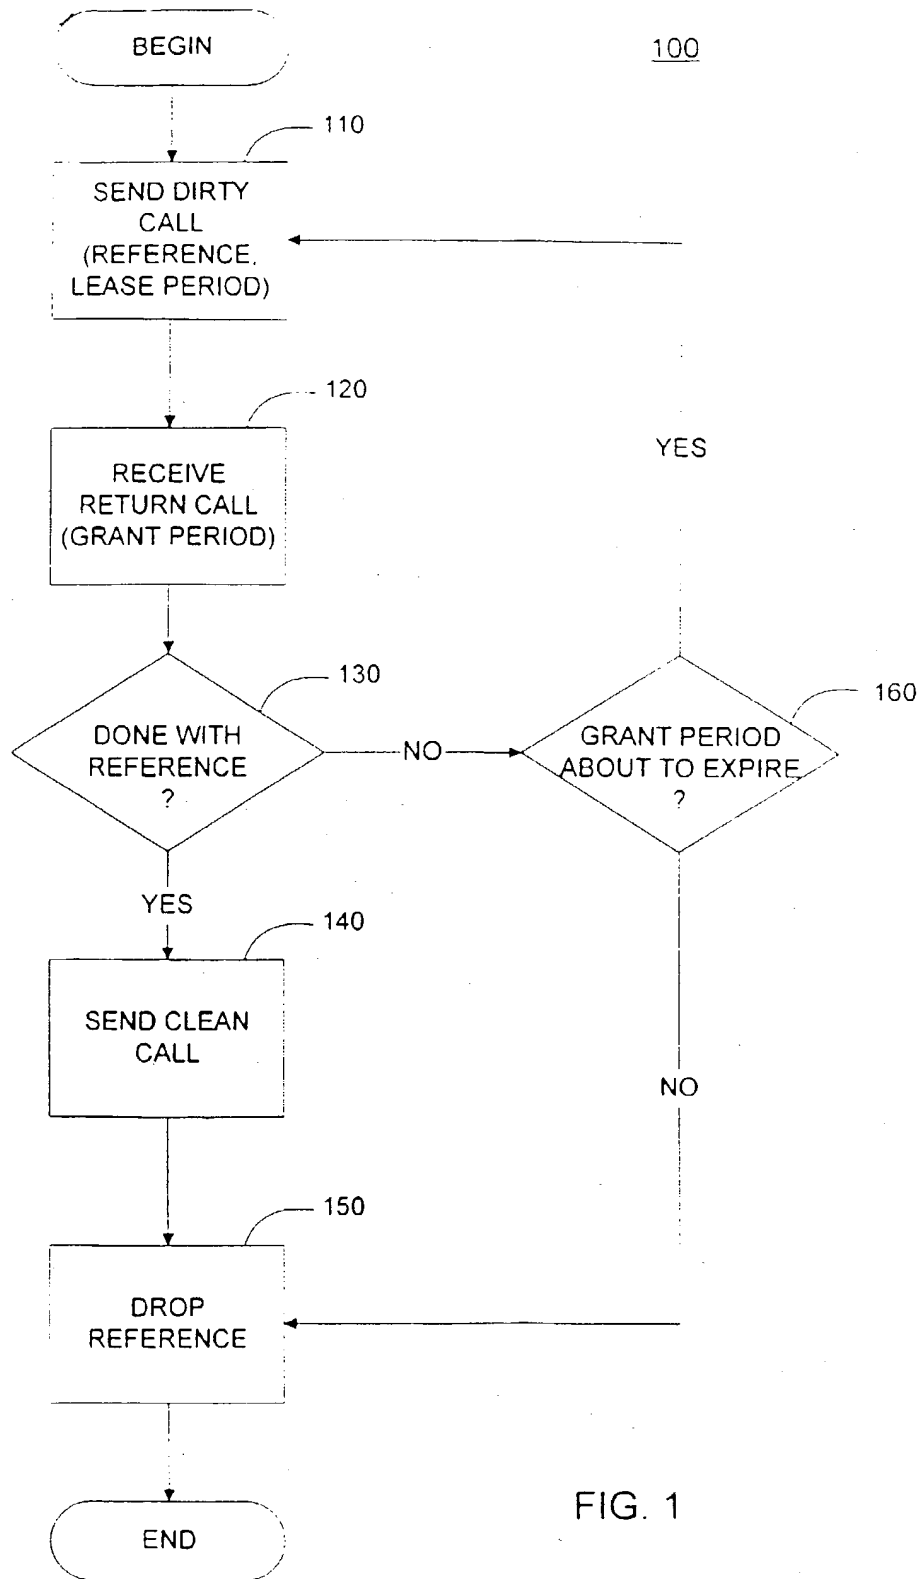 BEGIN
100
110
SEND DIRTY
CALL
(REFERENCE,
LEASE PERIOD)
120
RECEIVE
RETURN CALL
(GRANT PERIOD)
YES
130
DONE WITH
REFERENCE
?
NO
160
GRANT PERIOD
ABOUT TO EXPIRE
?
YES
140
SEND CLEAN
CALL
NO
150
DROP
REFERENCE
END
FIG. 1